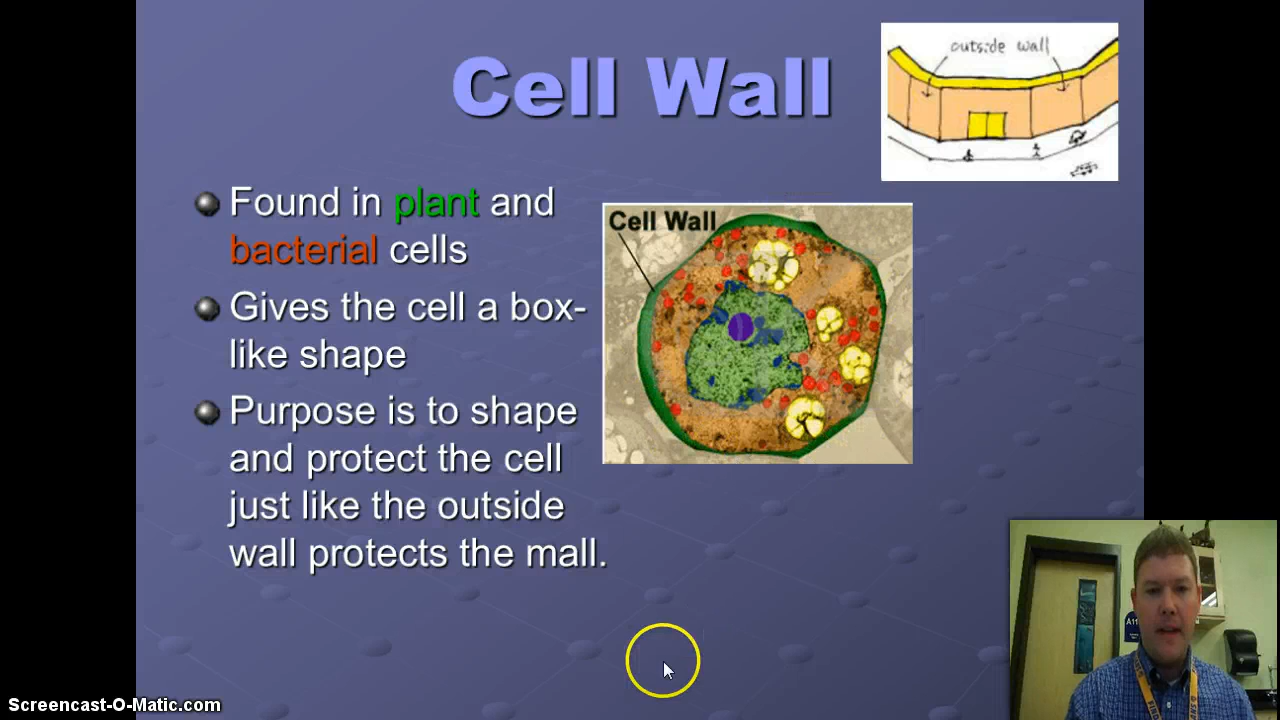 Cell Wall
outside wall
Found in plant and
bacterial cells
Gives the cell a box-
like shape
Purpose is to shape
and protect the cell
just like the outside
wall protects the mall.
Cell Wall
A11
Screencast-O-Matic.com